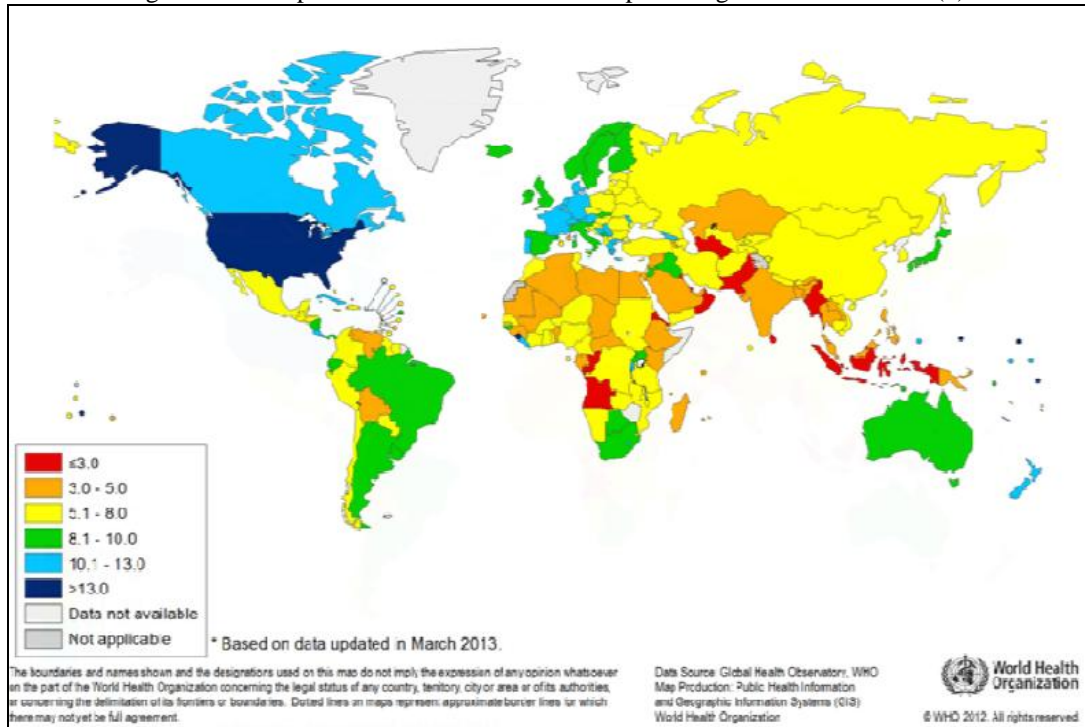 ≤3.0
3.0 - 5.0
5.1 - 8.0
8.1 - 10.0
10.1 - 13.0
>13.0
Data not available
Not applicable
* Based on data updated in March 2013.
The boundaries and names shown and the designations used on this map do not imply the expression of any opinion whatsoever
on the part of the World Health Organization concerning the legal status of any country, territory, city or area or of its authorities,
or concerning the delimitation of its frontiers or boundaries. Dotted lines on maps represent approximate border lines for which
there may not yet be full agreement.
Data Source: Global Health Observatory, WHO
Map Production: Public Health Information
and Geographic Information Systems (GIS)
World Health Organization
World Health
Organization
© WHO 2012. All rights reserved